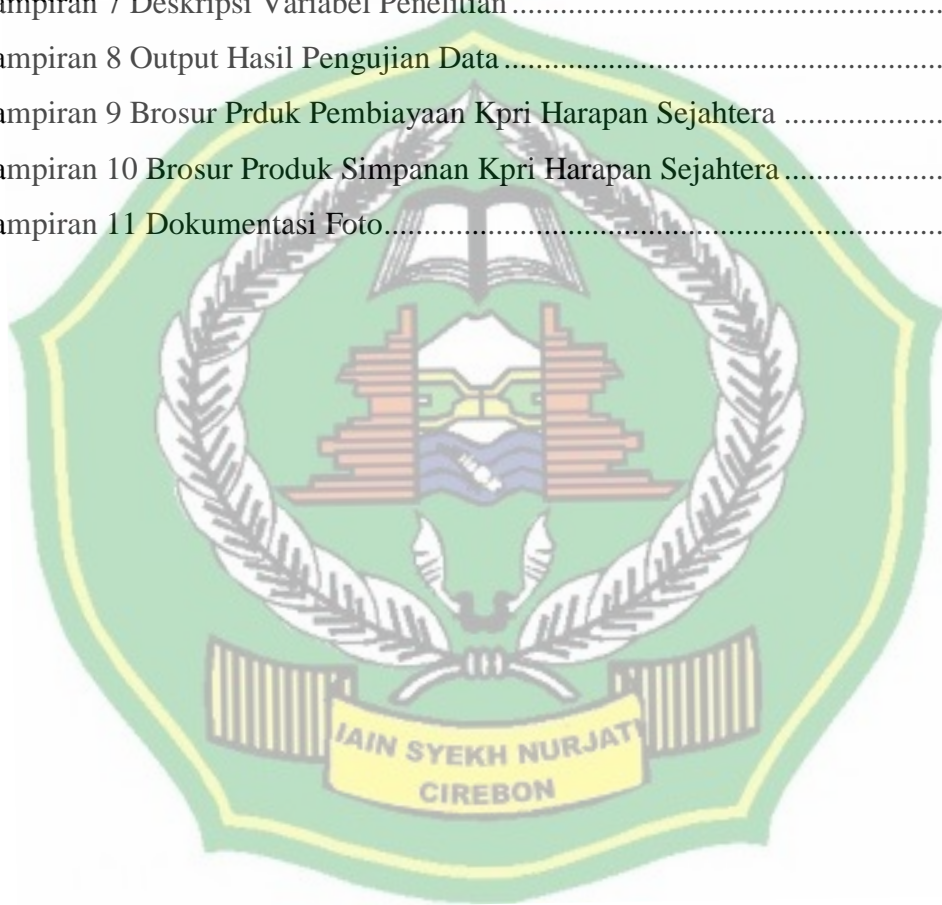 ampiran 7 Deskripsi Variabel Penelitian ..........................................................................
ampiran 8 Output Hasil Pengujian Data ..........................................................................
ampiran 9 Brosur Prduk Pembiayaan Kpri Harapan Sejahtera ........................
ampiran 10 Brosur Produk Simpanan Kpri Harapan Sejahtera ........................
ampiran 11 Dokumentasi Foto..........................................................................................
IAIN SYEKH NURJATI
CIREBON